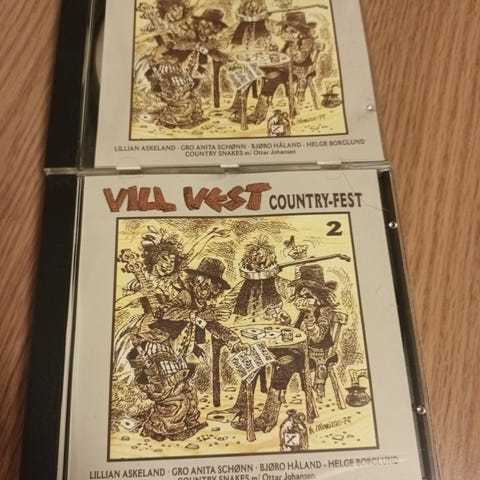 LILLIAN ASKELAND · GRO ANITA SCHØNN · BJØRO HÅLAND - HELGE BORGLUND
COUNTRY SNAKES m/ Ottar Johansen
VILL VEST COUNTRY-FEST
2
LILLIAN ASKELAND · GRO ANITA SCHØNN · BJØRO HÅLAND - HELGE BORGLUND
COUNTRY SNAKES m/ Ottar Johansen